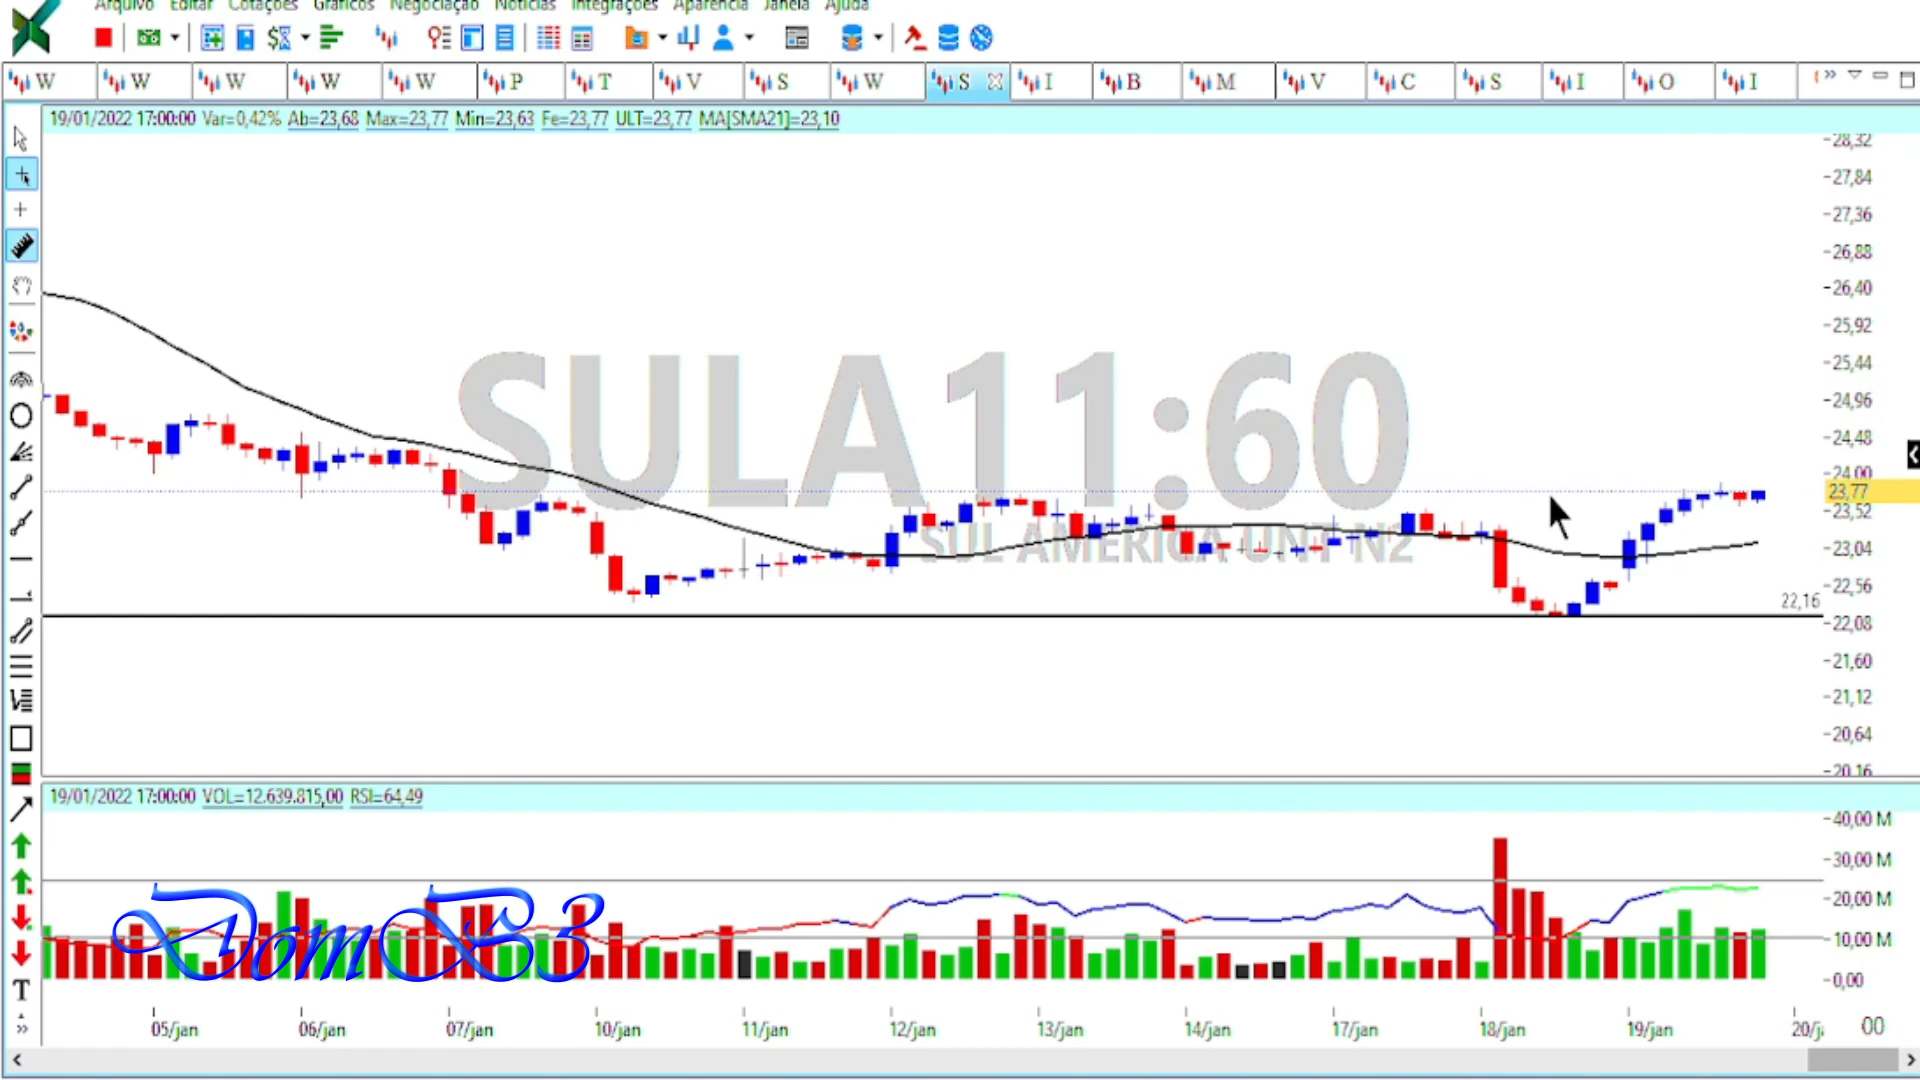 Arquivo Editar Cotações Gráficos Negociação Notícias Integrações Aparência Janela Ajuda
W W W W W P T V S W S I B M V C S I O I
19/01/2022 17:00:00 Var=0,42% Ab=23,68 Max=23,77 Min=23,63 Fe=23,77 ULT=23,77 MA[SMA21]=23,10
28,32
27,84
27,36
26,88
26,40
25,92
25,44
24,96
24,48
24,00
23,77
23,52
23,04
22,56
22,16
22,08
21,60
21,12
20,64
20,16
SULA11:60
SUL AMERICA UNT N2
19/01/2022 17:00:00 VOL=12.639.815,00 RSI=64,49
40,00 M
30,00 M
20,00 M
10,00 M
0,00
DomB3
05/jan 06/jan 07/jan 10/jan 11/jan 12/jan 13/jan 14/jan 17/jan 18/jan 19/jan 20/j 00
T